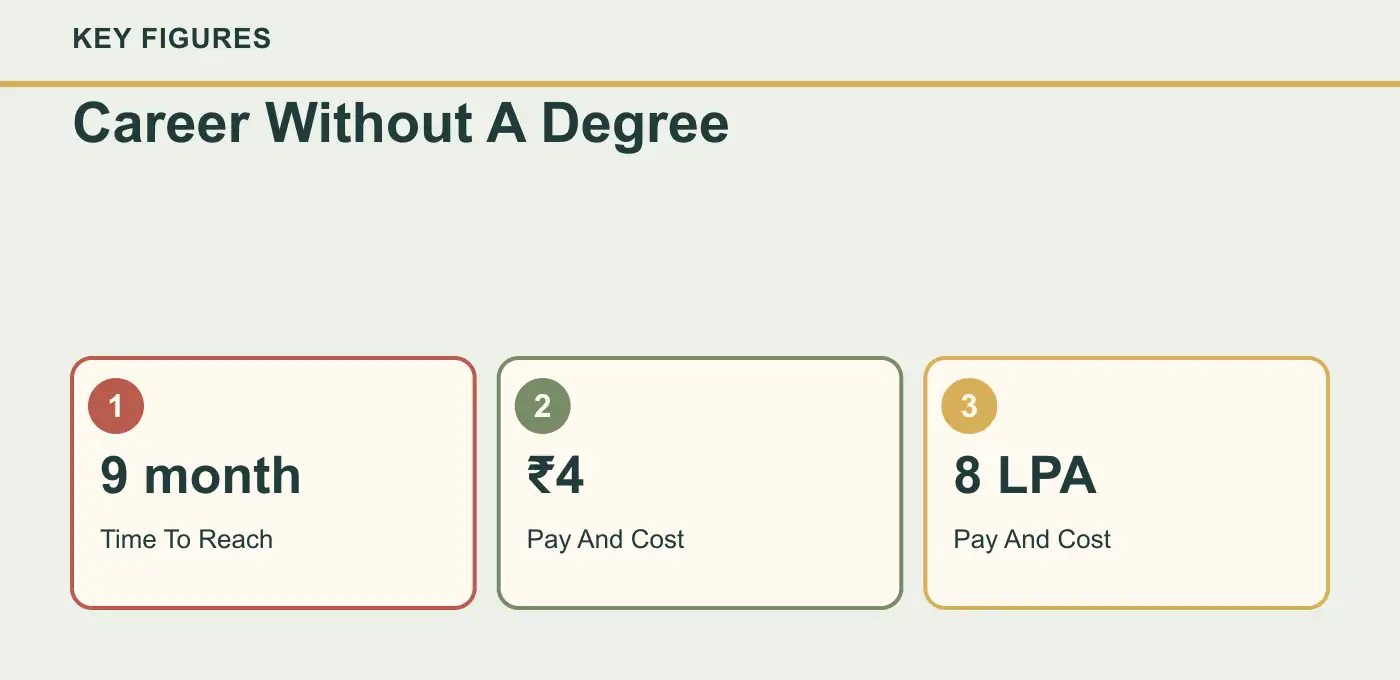 KEY FIGURES
Career Without A Degree
1
9 month
Time To Reach
2
₹4
Pay And Cost
3
8 LPA
Pay And Cost